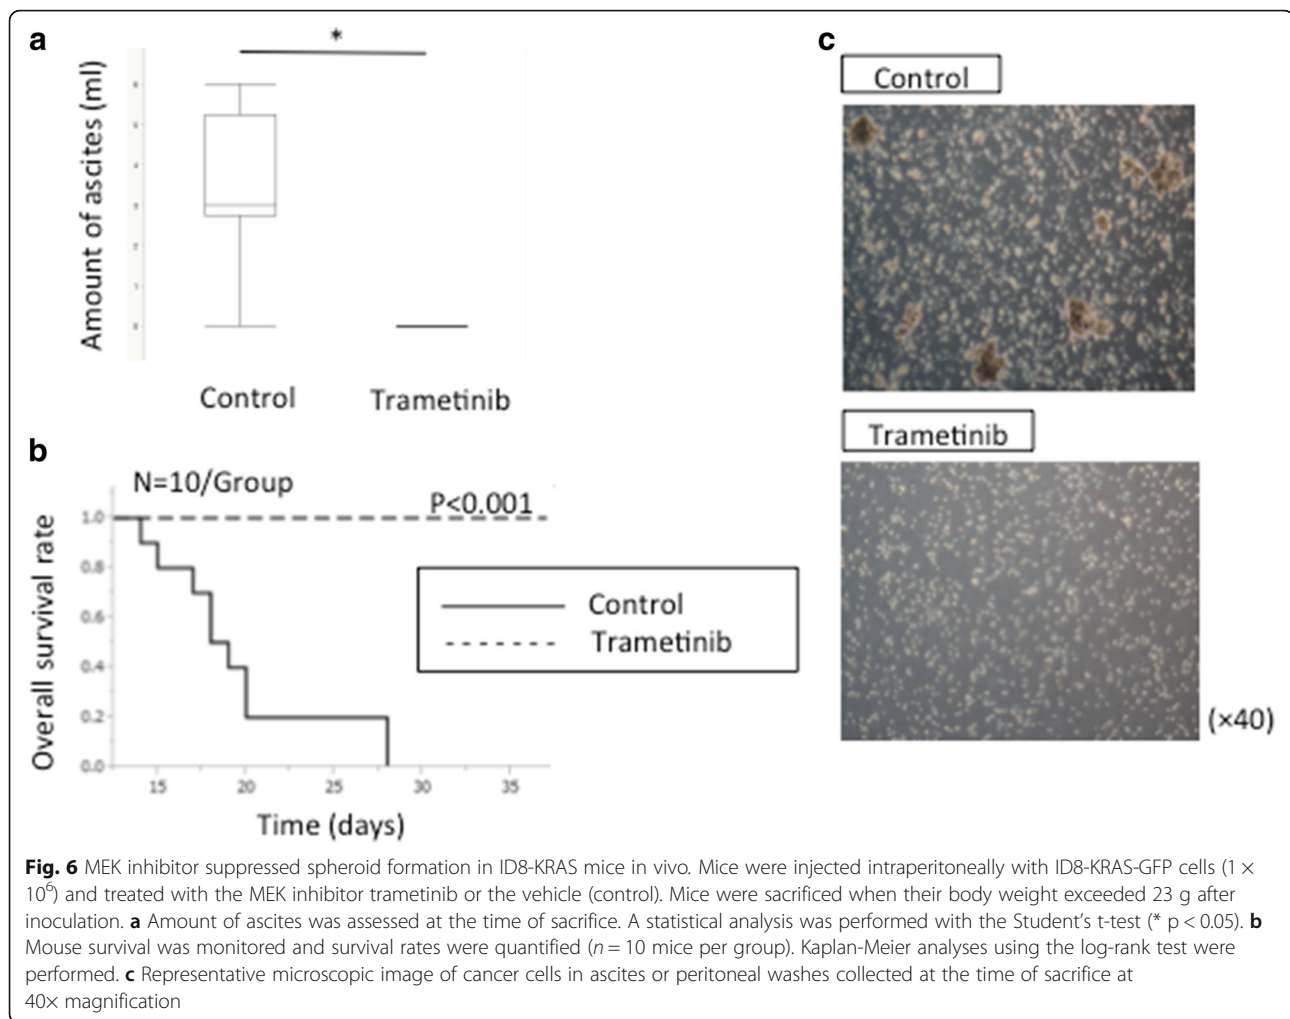 a
*
Amount of ascites (ml)
6
5
4
3
2
1
0
Control
Trametinib
b
N=10/Group
P<0.001
Overall survival rate
1.0
0.8
0.6
0.4
0.2
0.0
15
20
25
30
35
Time (days)
Control
Trametinib
c
Control
Trametinib
(×40)
Fig. 6 MEK inhibitor suppressed spheroid formation in ID8-KRAS mice in vivo. Mice were injected intraperitoneally with ID8-KRAS-GFP cells (1 ×
10⁶) and treated with the MEK inhibitor trametinib or the vehicle (control). Mice were sacrificed when their body weight exceeded 23 g after
inoculation. a Amount of ascites was assessed at the time of sacrifice. A statistical analysis was performed with the Student’s t-test (* p < 0.05). b
Mouse survival was monitored and survival rates were quantified (n = 10 mice per group). Kaplan-Meier analyses using the log-rank test were
performed. c Representative microscopic image of cancer cells in ascites or peritoneal washes collected at the time of sacrifice at
40× magnification